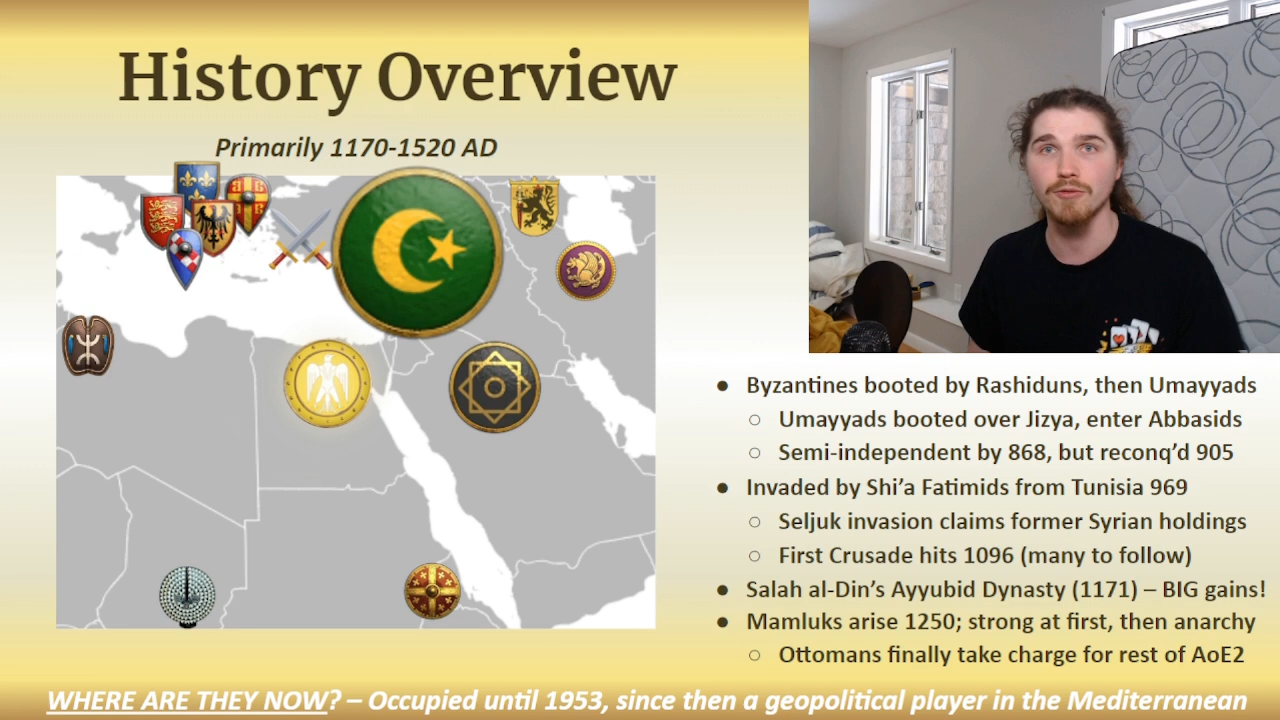 History Overview
Primarily 1170-1520 AD
● Byzantines booted by Rashiduns, then Umayyads
○ Umayyads booted over Jizya, enter Abbasids
○ Semi-independent by 868, but reconq'd 905
● Invaded by Shi'a Fatimids from Tunisia 969
○ Seljuk invasion claims former Syrian holdings
○ First Crusade hits 1096 (many to follow)
● Salah al-Din's Ayyubid Dynasty (1171) – BIG gains!
● Mamluks arise 1250; strong at first, then anarchy
○ Ottomans finally take charge for rest of AoE2
WHERE ARE THEY NOW? – Occupied until 1953, since then a geopolitical player in the Mediterranean